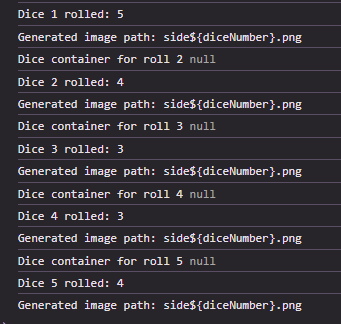 Dice 1 rolled: 5
Generated image path: side${diceNumber}.png
Dice container for roll 2 null
Dice 2 rolled: 4
Generated image path: side${diceNumber}.png
Dice container for roll 3 null
Dice 3 rolled: 3
Generated image path: side${diceNumber}.png
Dice container for roll 4 null
Dice 4 rolled: 3
Generated image path: side${diceNumber}.png
Dice container for roll 5 null
Dice 5 rolled: 4
Generated image path: side${diceNumber}.png